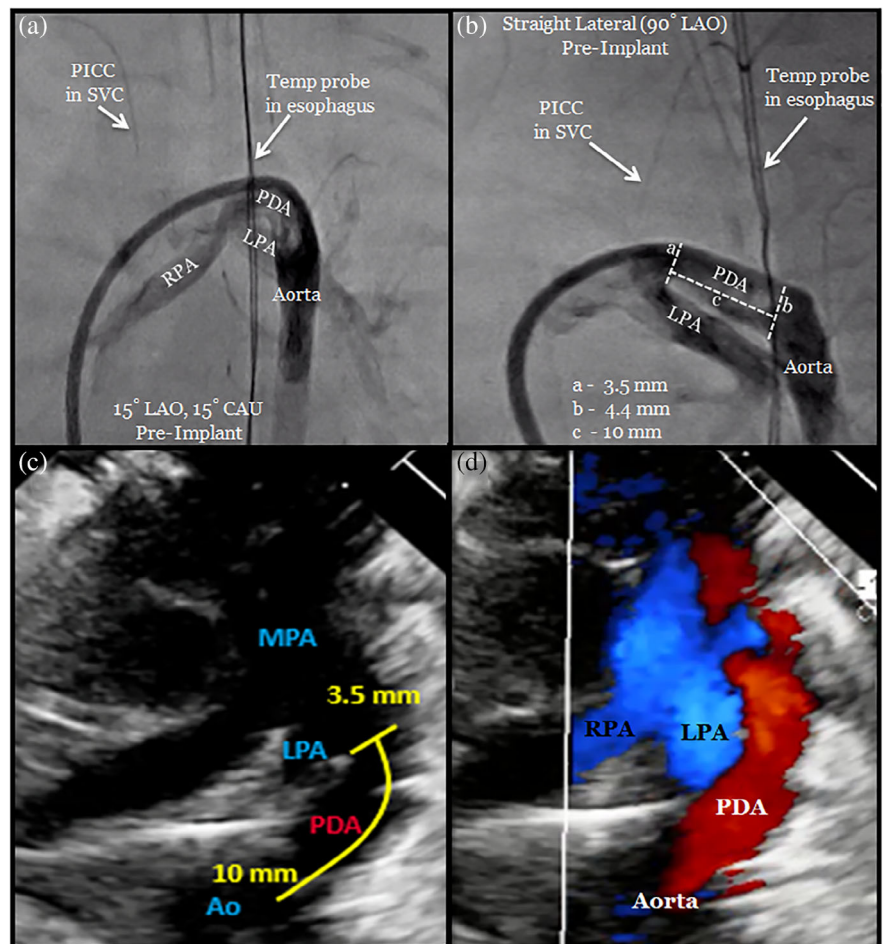 (a)
PICC
in SVC
Temp probe
in esophagus
PDA
LPA
RPA
Aorta
15° LAO, 15° CAU
Pre-Implant
(b)
Straight Lateral (90° LAO)
Pre-Implant
PICC
in SVC
Temp probe
in esophagus
a
PDA
b
c
LPA
Aorta
a - 3.5 mm
b - 4.4 mm
c - 10 mm
(c)
MPA
3.5 mm
LPA
PDA
10 mm
Ao
(d)
RPA
LPA
PDA
Aorta